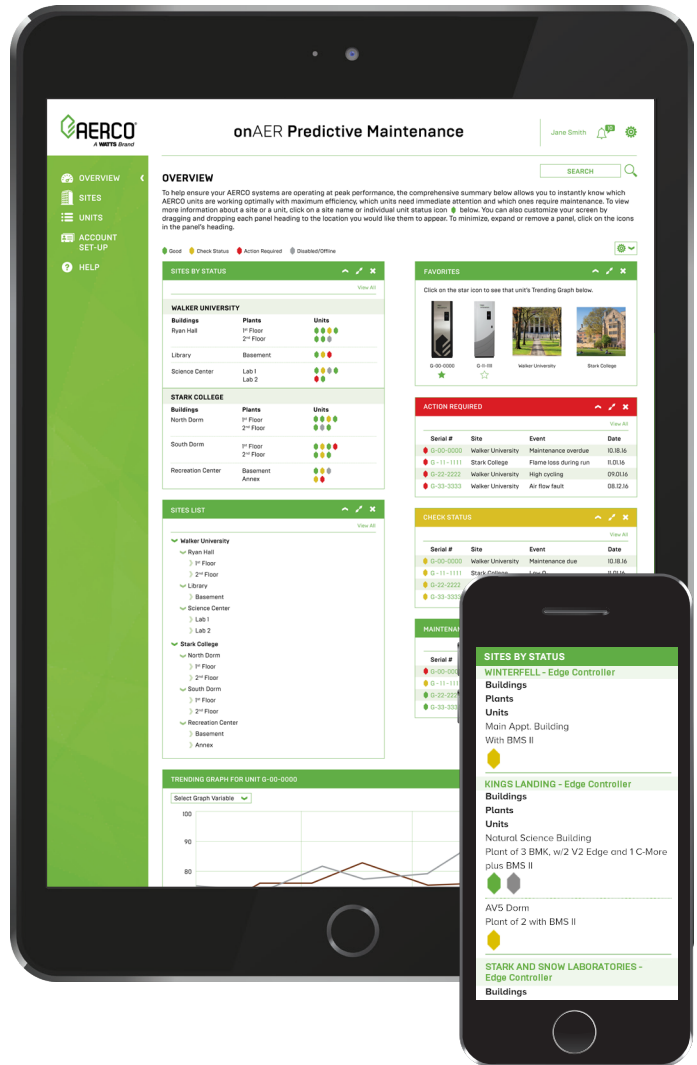 AERCO
A WATTS Brand
onAER Predictive Maintenance
Jane Smith
OVERVIEW
SITES
UNITS
ACCOUNT
SET-UP
HELP
SEARCH
OVERVIEW
To help ensure your AERCO systems are operating at peak performance, the comprehensive summary below allows you to instantly know which
AERCO units are working optimally with maximum efficiency, which units need immediate attention and which ones require maintenance. To view
more information about a site or a unit, click on a site name or individual unit status icon below. You can also customize your screen by
dragging and dropping each panel heading to the location you would like them to appear. To minimize, expand or remove a panel, click on the icons
in the panel's heading.
Good Check Status Action Required Disabled/Offline
SITES BY STATUS
View All
WALKER UNIVERSITY
Buildings Plants Units
Ryan Hall 1st Floor
2nd Floor
Library Basement
Science Center Lab 1
Lab 2
STARK COLLEGE
Buildings Plants Units
North Dorm 1st Floor
2nd Floor
South Dorm 1st Floor
2nd Floor
Recreation Center Basement
Annex
SITES LIST
View All
Walker University
Ryan Hall
1st Floor
2nd Floor
Library
Basement
Science Center
Lab 1
Lab 2
Stark College
North Dorm
1st Floor
2nd Floor
South Dorm
1st Floor
2nd Floor
Recreation Center
Basement
Annex
FAVORITES
Click on the star icon to see that unit's Trending Graph below.
G-00-0000 G-11-1111 Walker University Stark College
ACTION REQUIRED
View All
Serial # Site Event Date
G-00-0000 Walker University Maintenance overdue 10.18.16
G-11-1111 Stark College Flame loss during run 11.01.16
G-22-2222 Walker University High cycling 09.01.16
G-33-3333 Walker University Air flow fault 08.12.16
CHECK STATUS
View All
Serial # Site Event Date
G-00-0000 Walker University Maintenance due 10.18.16
G-11-1111 Stark College
G-22-2222
G-33-3333
Serial #
G-00-000
G-11-1111
G-22-222
G-33-333
TRENDING GRAPH FOR UNIT G-00-0000
Select Graph Variable
100
90
80
SITES BY STATUS
WINTERFELL - Edge Controller
Buildings
Plants
Units
Main Appt. Building
With BMS II
KINGS LANDING - Edge Controller
Buildings
Plants
Units
Natural Science Building
Plant of 3 BMK, w/2 V2 Edge and 1 C-More
plus BMS II
AV5 Dorm
Plant of 2 with BMS II
STARK AND SNOW LABORATORIES -
Edge Controller
Buildings